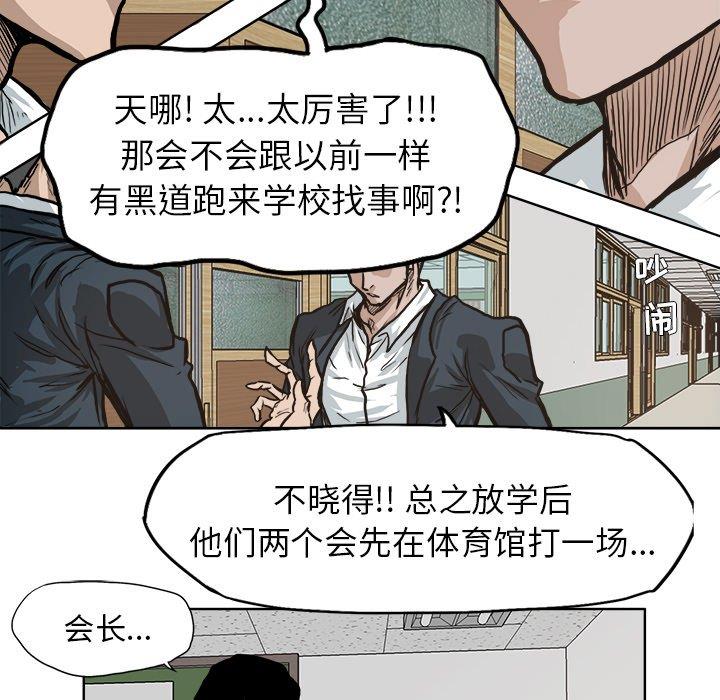 天哪! 太...太厉害了!!!
那会不会跟以前一样
有黑道跑来学校找事啊?!
吵
闹
不晓得!! 总之放学后
他们两个会先在体育馆打一场...
会长...